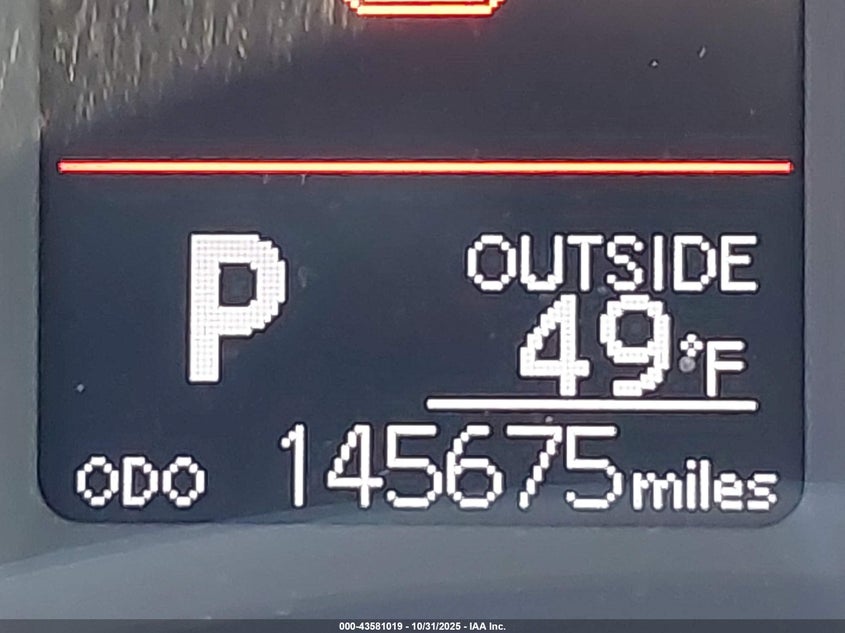 P
OUTSIDE
49°F
ODO 145675 miles
000-43581019 - 10/31/2025 - IAA Inc.